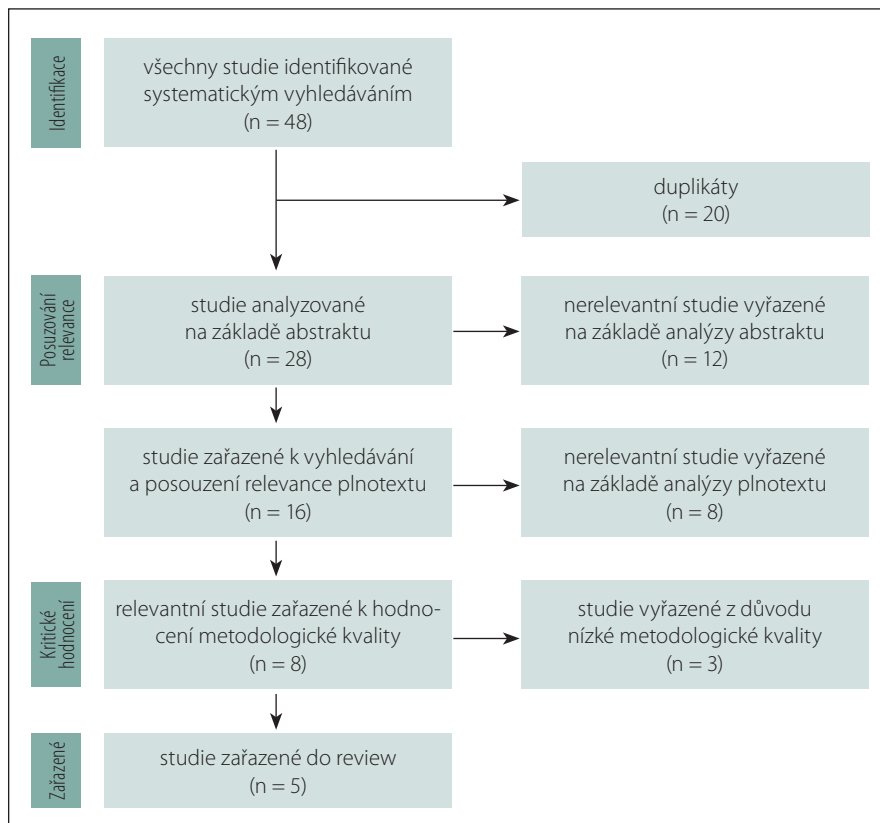 Identifikace
všechny studie identifikované
systematickým vyhledáváním
(n = 48)
duplikáty
(n = 20)
Posuzování
relevance
studie analyzované
na základě abstraktu
(n = 28)
nerelevantní studie vyřazené
na základě analýzy abstraktu
(n = 12)
studie zařazené k vyhledávání
a posouzení relevance plnotextu
(n = 16)
nerelevantní studie vyřazené
na základě analýzy plnotextu
(n = 8)
Kritické
hodnocení
relevantní studie zařazené k hodno-
cení metodologické kvality
(n = 8)
studie vyřazené z důvodu
nízké metodologické kvality
(n = 3)
Zařazené
studie zařazené do review
(n = 5)